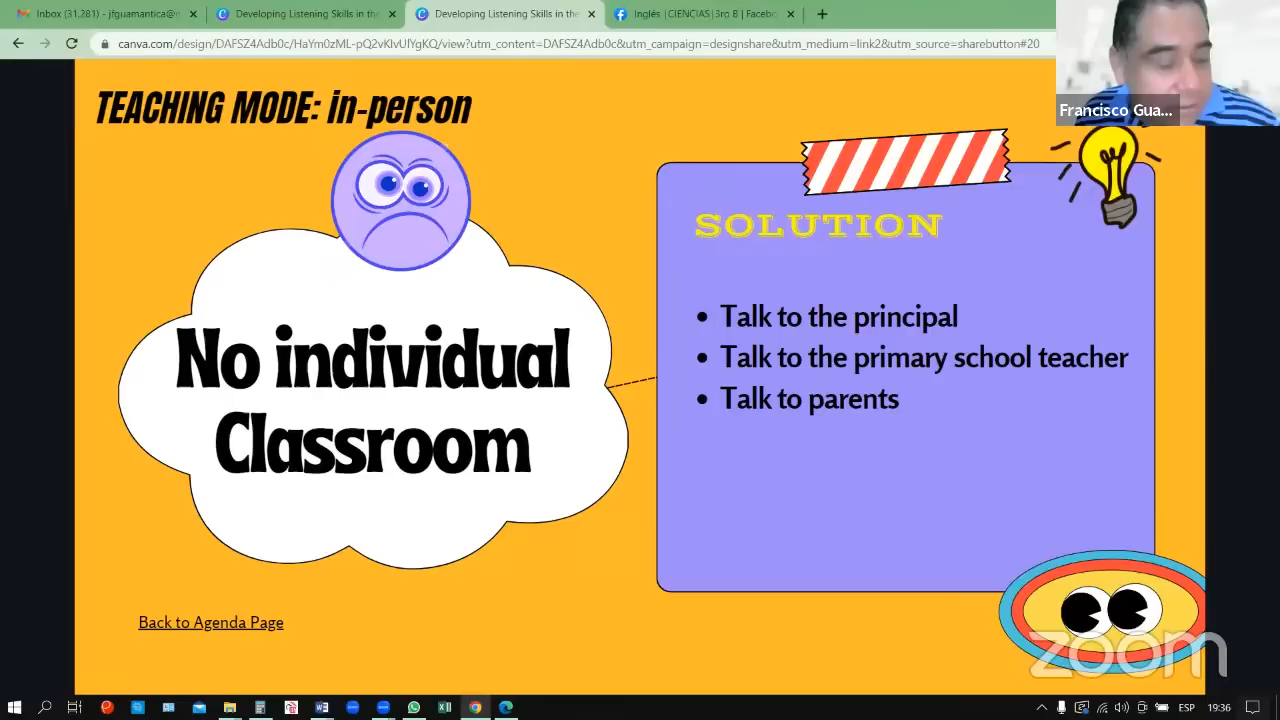 Inbox (31,281) - jfguamantica@
Developing Listening Skills in the
Developing Listening Skills in the
Inglés |CIENCIAS|3ro B | Faceb
canva.com/design/DAFSZ4Adb0c/HaYm0zML-pQ2vKlvUlYgKQ/view?utm_content=DAFSZ4Adb0c&utm_campaign=designshare&utm_medium=link2&utm_source=sharebutton#20
Francisco Gua...
TEACHING MODE: in-person
SOLUTION
No individual
Classroom
• Talk to the principal
• Talk to the primary school teacher
• Talk to parents
Back to Agenda Page
zoom
ESP
19:36